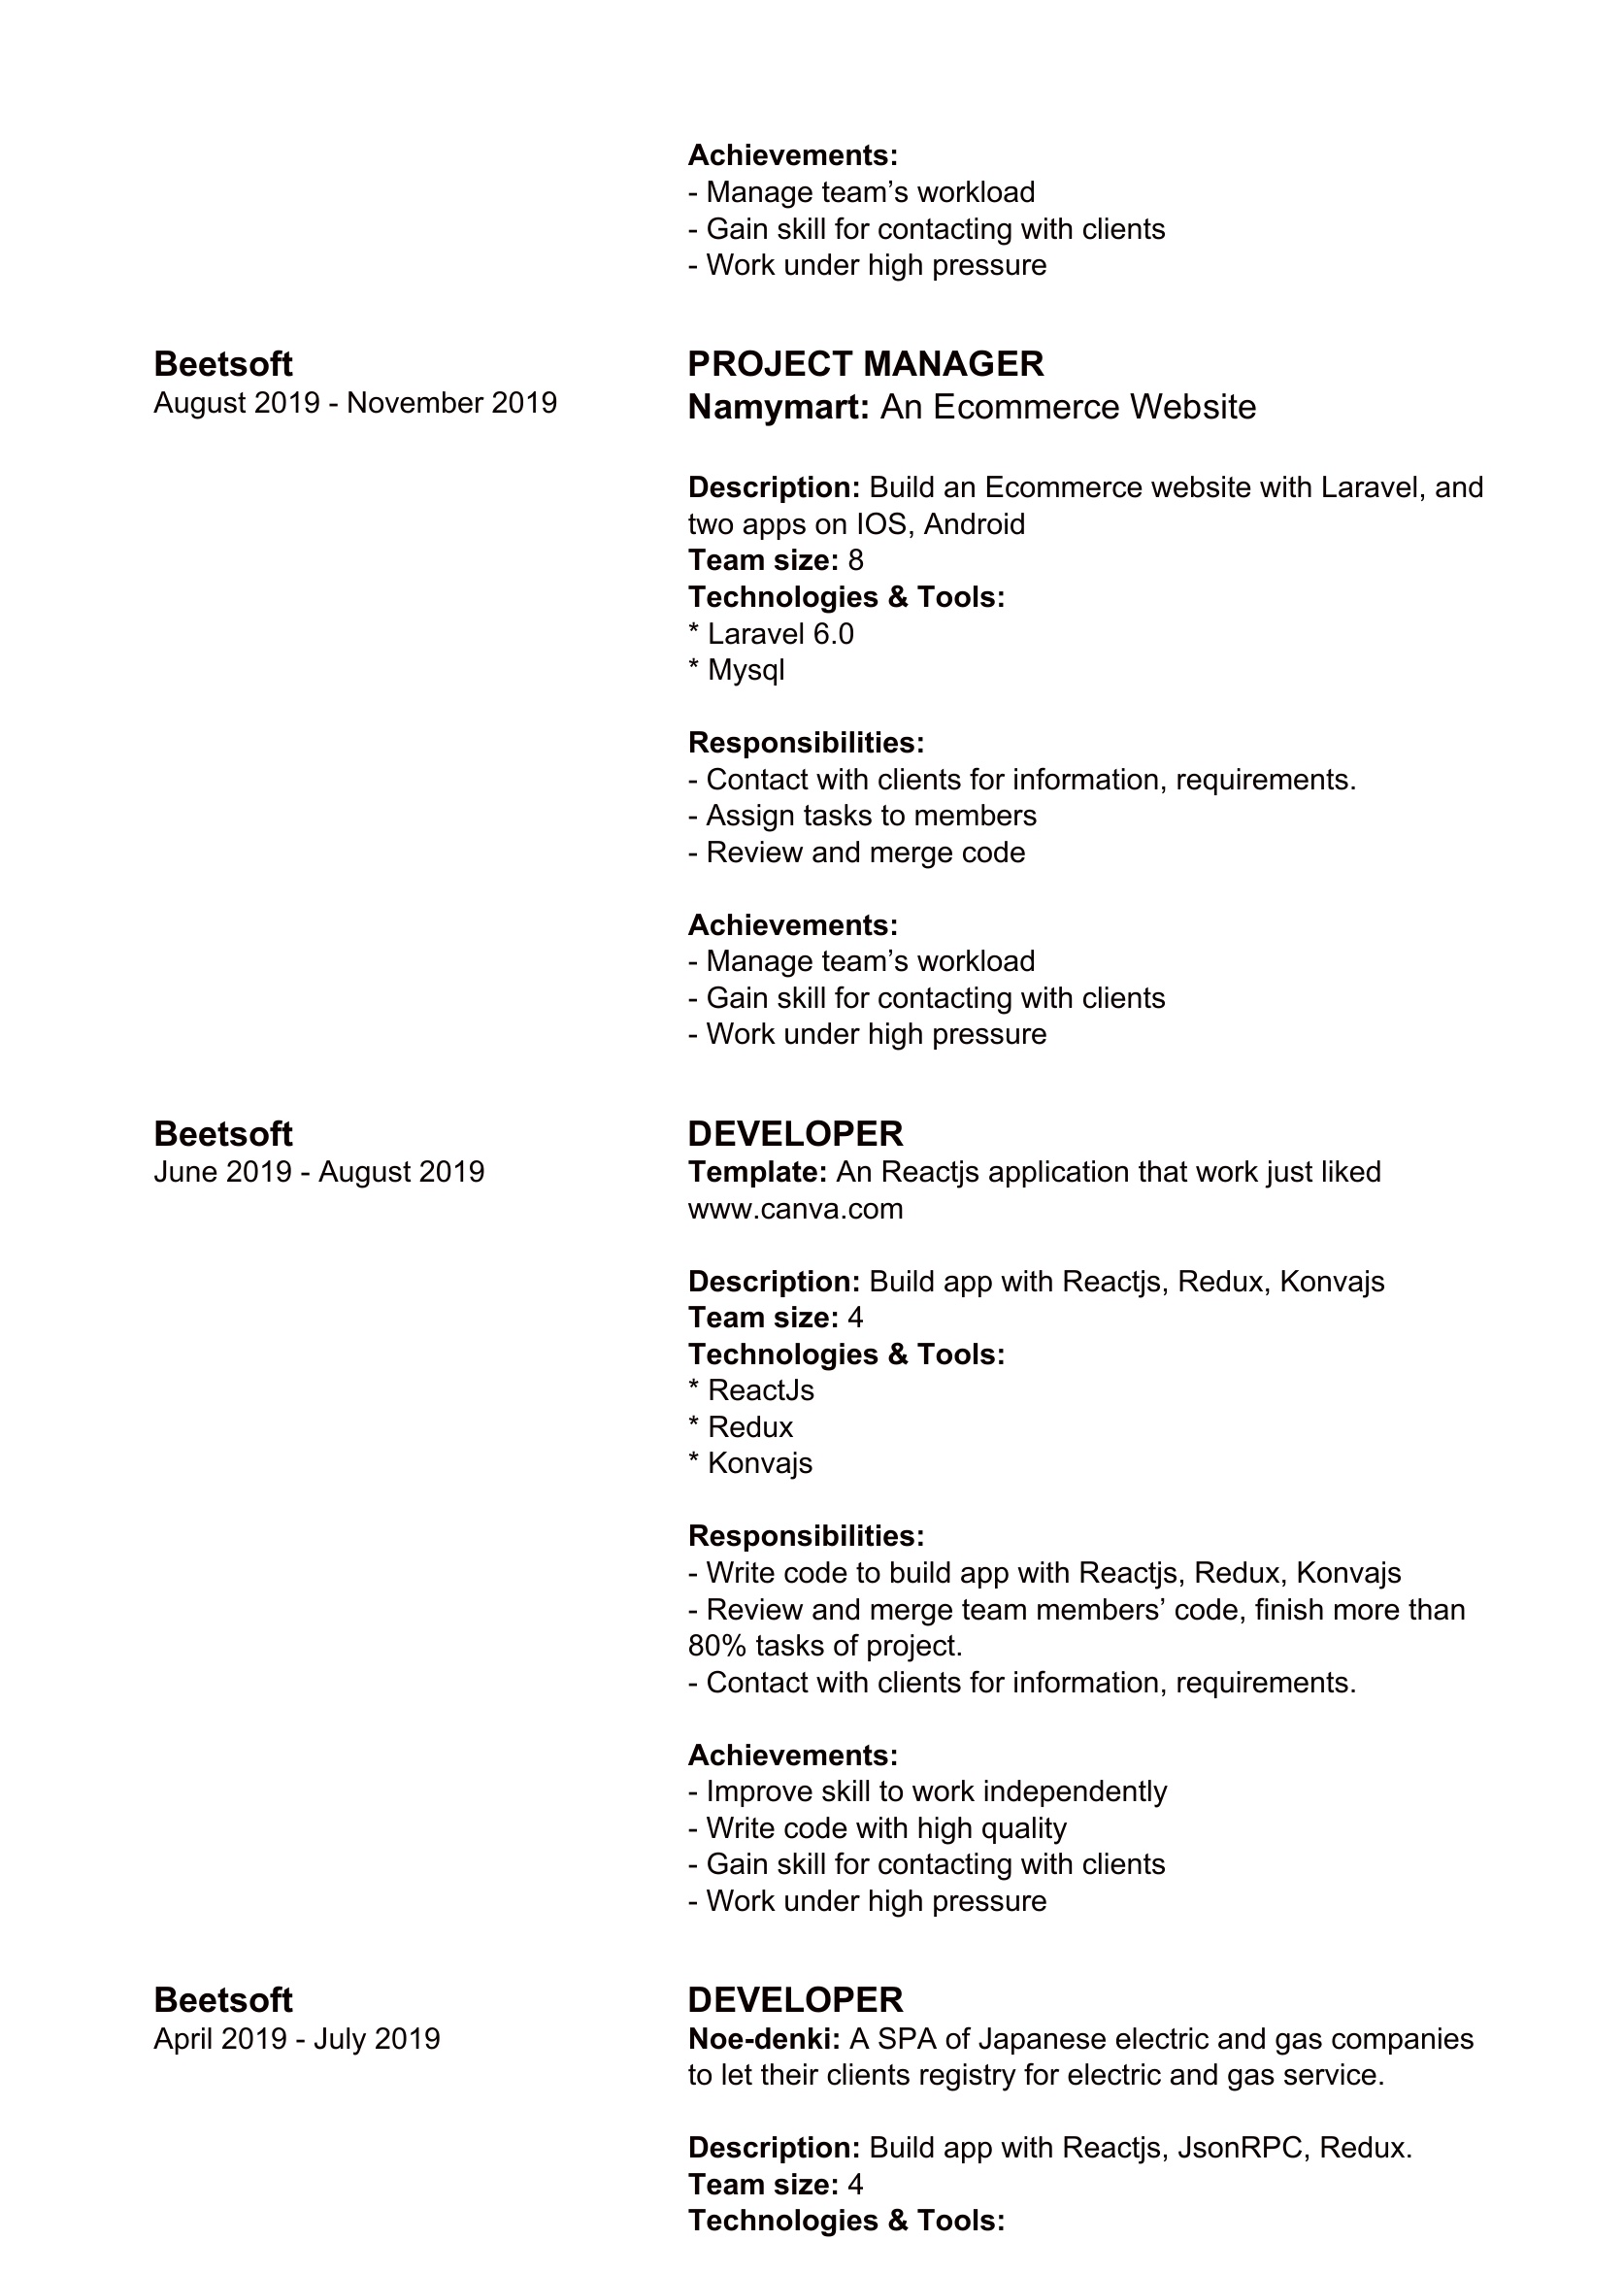 Achievements:
- Manage team’s workload
- Gain skill for contacting with clients
- Work under high pressure
Beetsoft
August 2019 - November 2019
PROJECT MANAGER
Namymart: An Ecommerce Website
Description: Build an Ecommerce website with Laravel, and
two apps on IOS, Android
Team size: 8
Technologies & Tools:
* Laravel 6.0
* Mysql
Responsibilities:
- Contact with clients for information, requirements.
- Assign tasks to members
- Review and merge code
Achievements:
- Manage team’s workload
- Gain skill for contacting with clients
- Work under high pressure
Beetsoft
June 2019 - August 2019
DEVELOPER
Template: An Reactjs application that work just liked
www.canva.com
Description: Build app with Reactjs, Redux, Konvajs
Team size: 4
Technologies & Tools:
* ReactJs
* Redux
* Konvajs
Responsibilities:
- Write code to build app with Reactjs, Redux, Konvajs
- Review and merge team members’ code, finish more than
80% tasks of project.
- Contact with clients for information, requirements.
Achievements:
- Improve skill to work independently
- Write code with high quality
- Gain skill for contacting with clients
- Work under high pressure
Beetsoft
April 2019 - July 2019
DEVELOPER
Noe-denki: A SPA of Japanese electric and gas companies
to let their clients registry for electric and gas service.
Description: Build app with Reactjs, JsonRPC, Redux.
Team size: 4
Technologies & Tools: